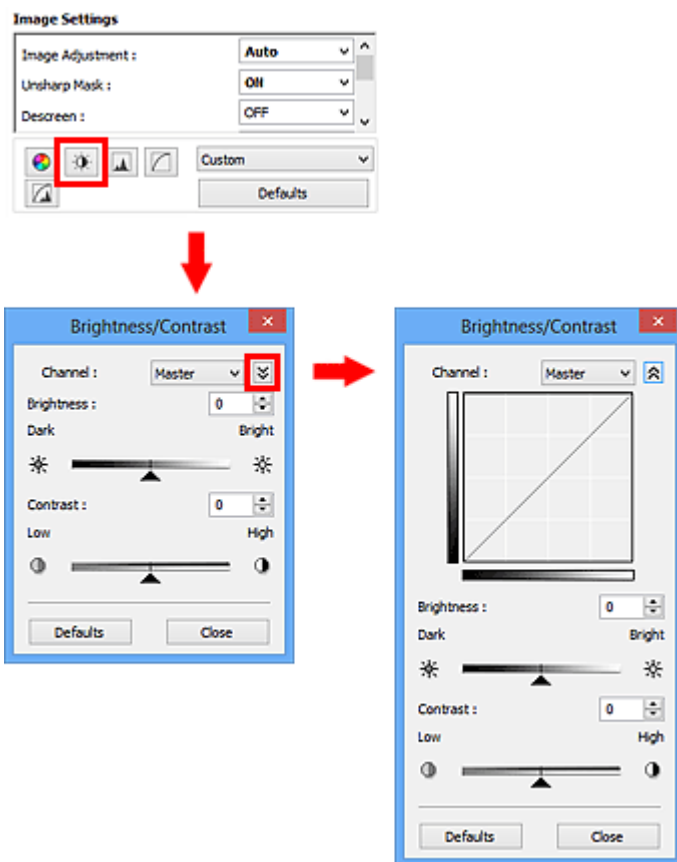 Image Settings
Image Adjustment : Auto
Unsharp Mask : ON
Descreen : OFF
Custom
Defaults
Brightness/Contrast
Channel : Master
Brightness : 0
Dark Bright
Contrast : 0
Low High
Defaults Close
Brightness/Contrast
Channel : Master
Brightness : 0
Dark Bright
Contrast : 0
Low High
Defaults Close